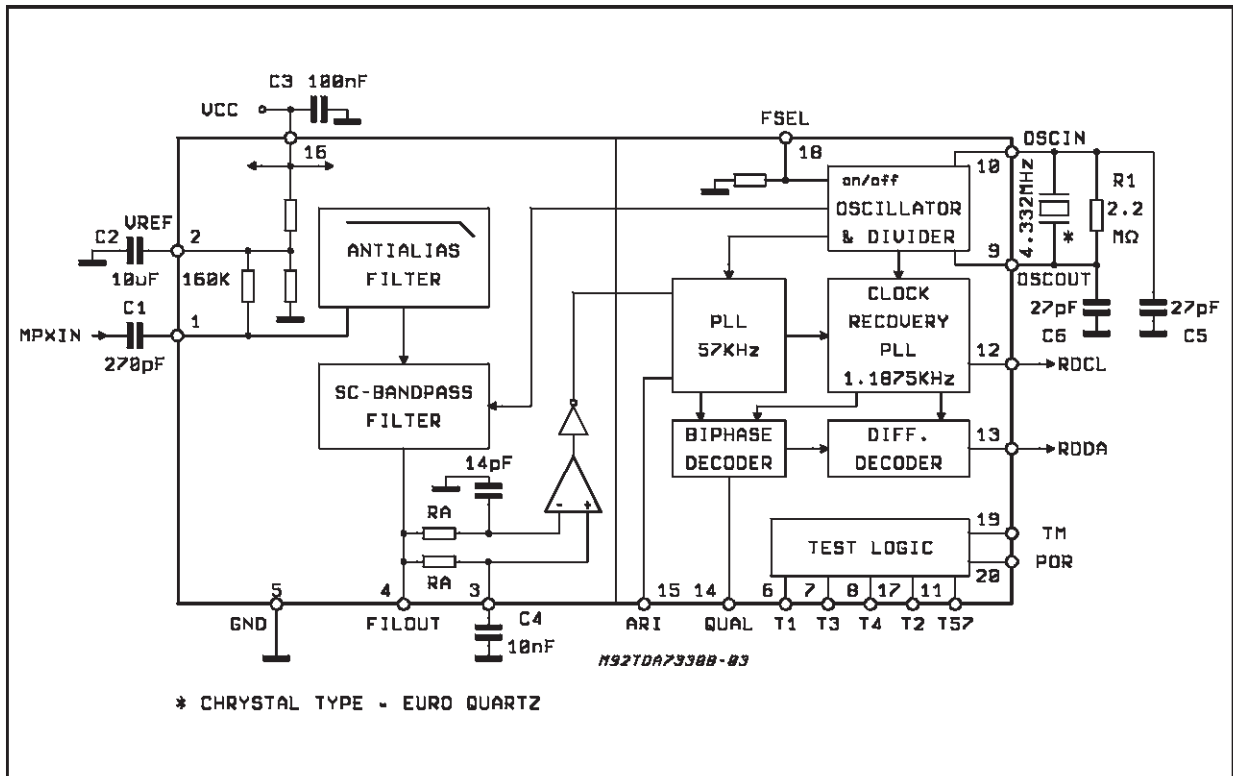 C3 100nF
VCC
16
FSEL
18
OSCIN
10
on/off
OSCILLATOR
& DIVIDER
4.332MHz
*
R1
2.2
MΩ
9
OSCOUT
VREF
C2
2
10uF
160K
ANTIALIAS
FILTER
C1
1
MPXIN
270pF
PLL
57KHz
CLOCK
RECOVERY
PLL
1.1875KHz
27pF
C6
27pF
C5
12
RDCL
SC-BANDPASS
FILTER
BIPHASE
DECODER
DIFF.
DECODER
13
RDDA
14pF
- +
RA
RA
TEST LOGIC
19
TM
POR
20
5
4
3
15
14
6
7
8
17
11
GND
FILOUT
C4
10nF
ARI
QUAL
T1
T3
T4
T2
T57
M92TDA7330B-03
* CHRYSTAL TYPE - EURO QUARTZ